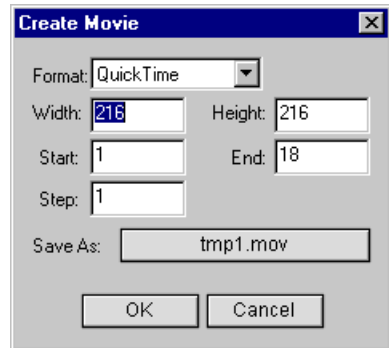 Create Movie
Format: QuickTime
Width: 216 Height: 216
Start: 1 End: 18
Step: 1
Save As: tmp1.mov
OK Cancel